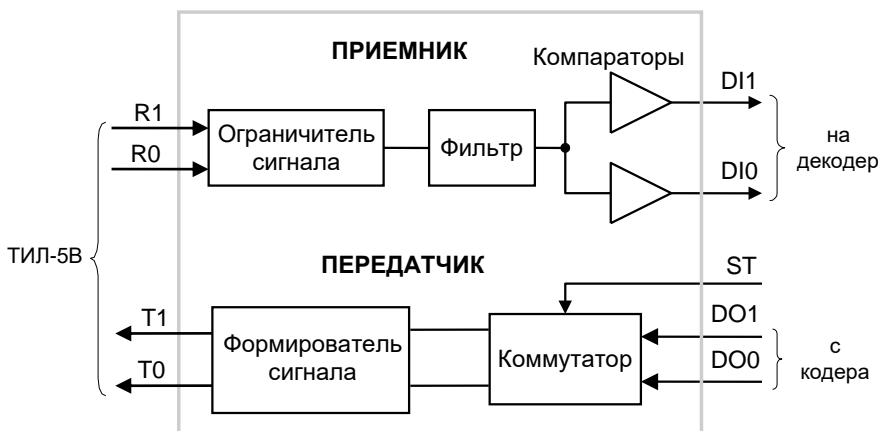 ПРИЕМНИК
Компараторы
R1
R0
Ограничитель
сигнала
Фильтр
DI1
DI0
на
декодер
ТИЛ-5В
ПЕРЕДАТЧИК
ST
T1
T0
Формирователь
сигнала
Коммутатор
DO1
DO0
с
кодера